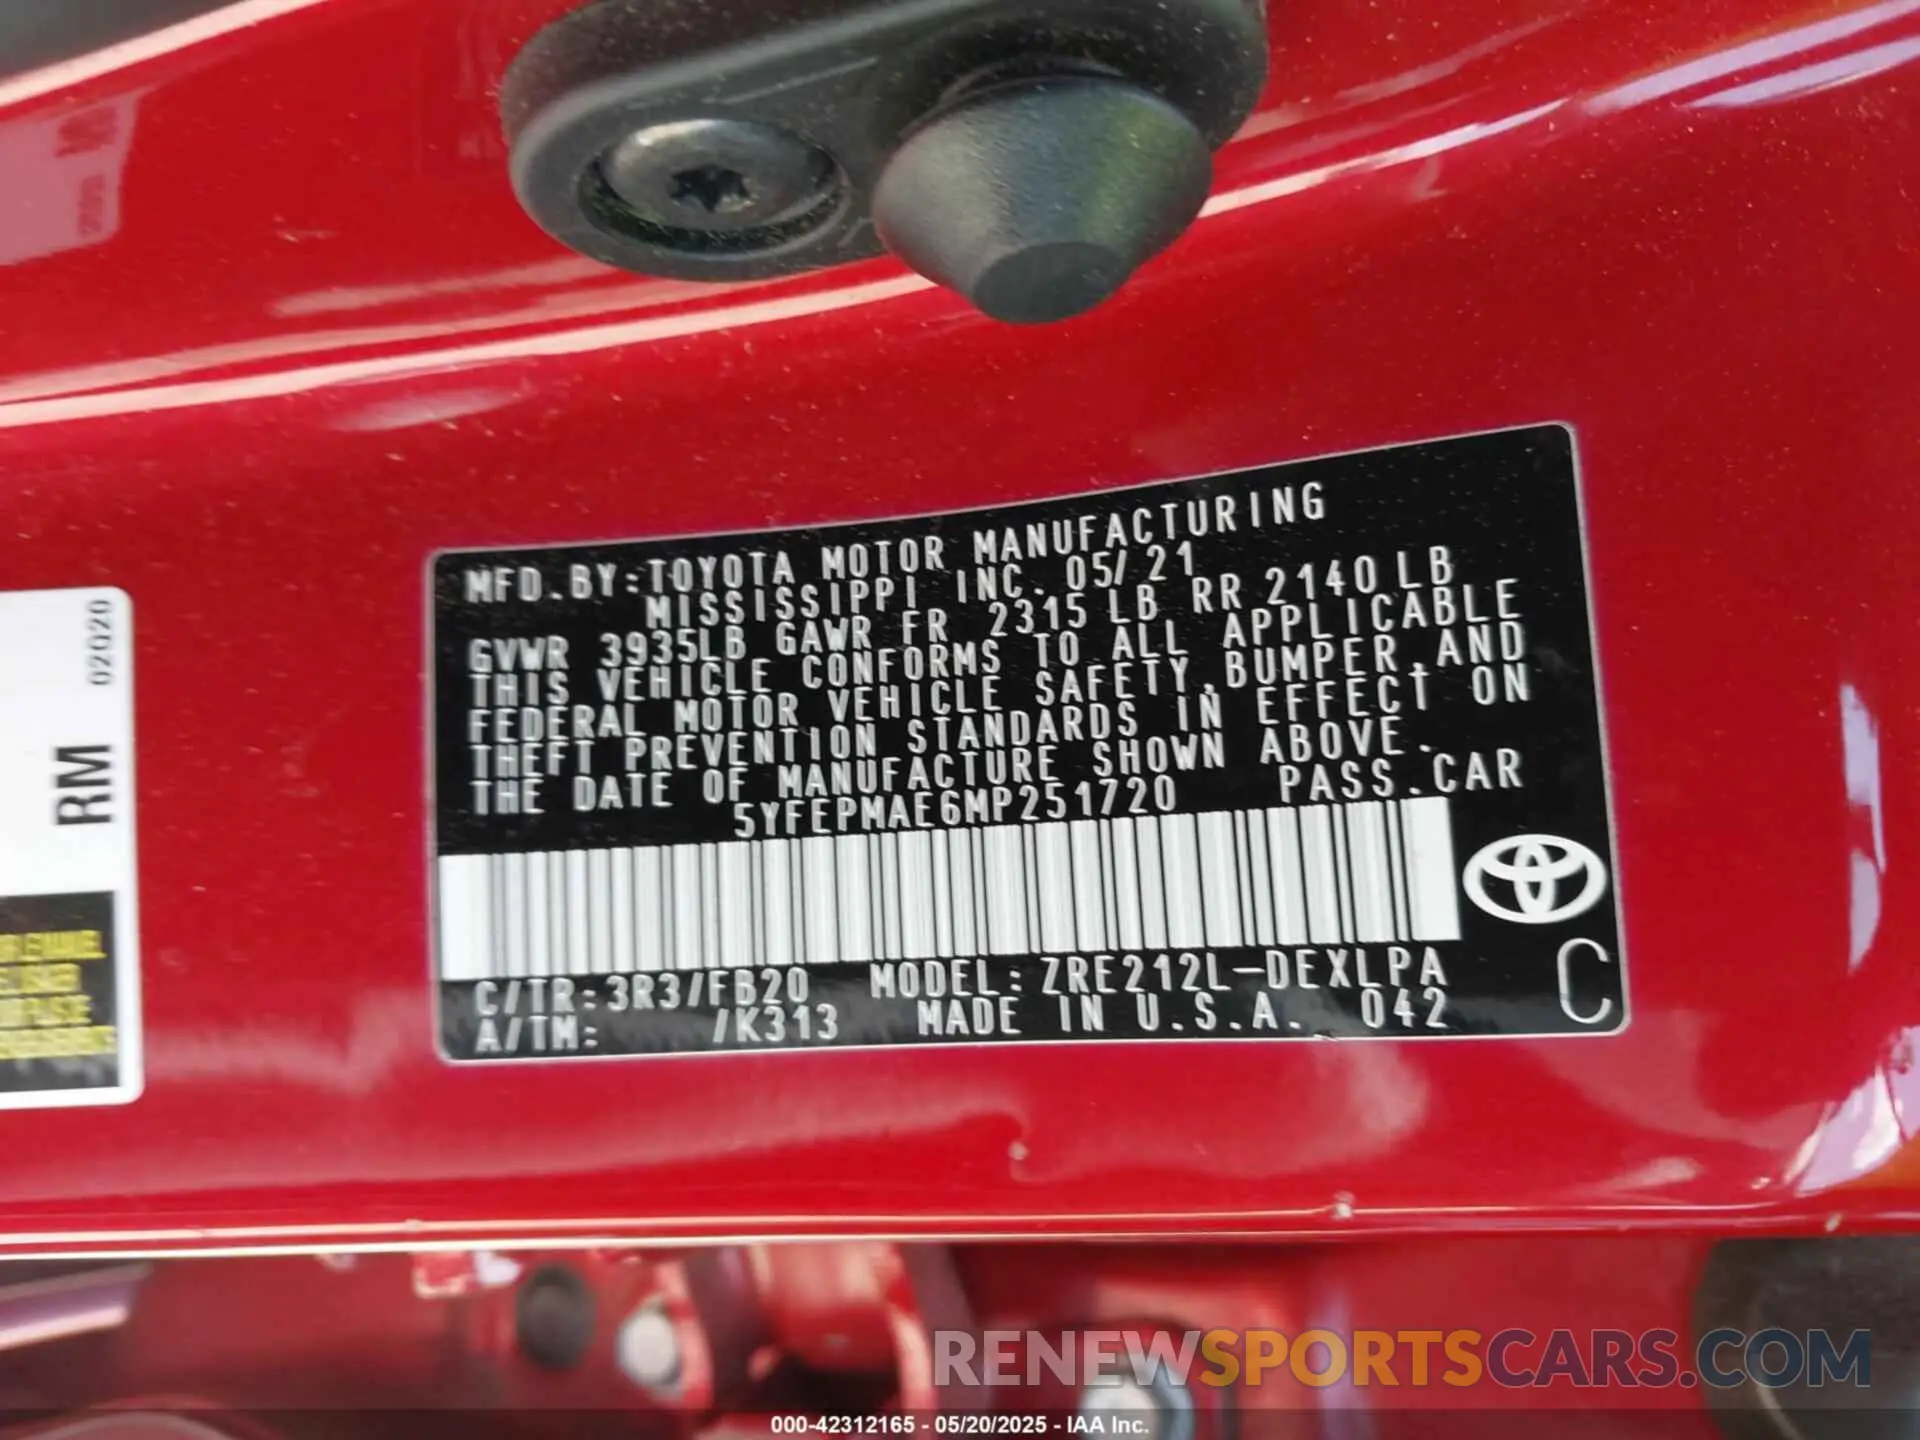 MFD.BY:TOYOTA MOTOR MANUFACTURING
MISSISSIPPI INC. 05/21
GVWR 3935LB GAWR FR 2315 LB RR 2140 LB
THIS VEHICLE CONFORMS TO ALL APPLICABLE
FEDERAL MOTOR VEHICLE SAFETY,BUMPER,AND
THEFT PREVENTION STANDARDS IN EFFECT ON
THE DATE OF MANUFACTURE SHOWN ABOVE.
5YFEPMAE6MP251720 PASS.CAR
C/TR:3R3/FB20 MODEL:ZRE212L-DEXLPA
A/TM: /K313 MADE IN U.S.A. 042
C
02020
RM
RENEWSPORTSCARS.COM
000-42312165 - 05/20/2025 - IAA Inc.